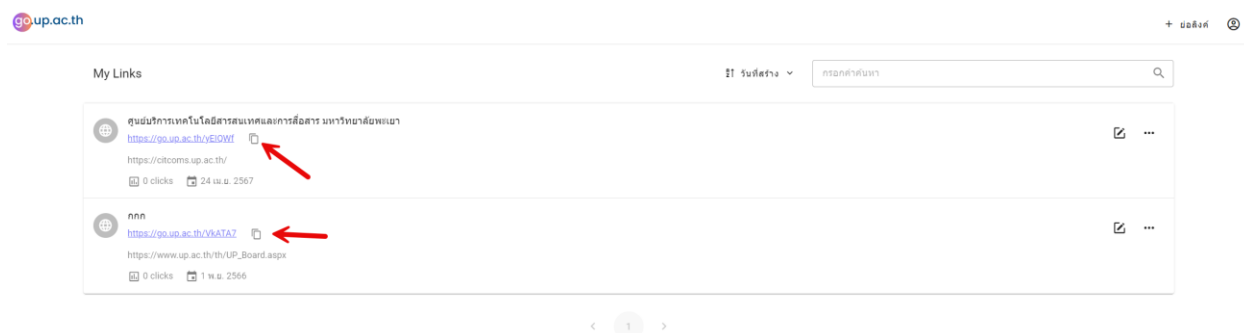 go.up.ac.th
+ ย่อลิงค์
My Links
วันที่สร้าง
กรอกคำค้นหา
ศูนย์บริการเทคโนโลยีสารสนเทศและการสื่อสาร มหาวิทยาลัยพะเยา
https://go.up.ac.th/yElQWf
https://citcoms.up.ac.th/
0 clicks 24 เม.ย. 2567
กกก
https://go.up.ac.th/VkATA7
https://www.up.ac.th/th/UP_Board.aspx
0 clicks 1 พ.ย. 2566
< 1 >